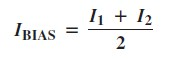 I_BIAS = (I_1 + I_2) / 2